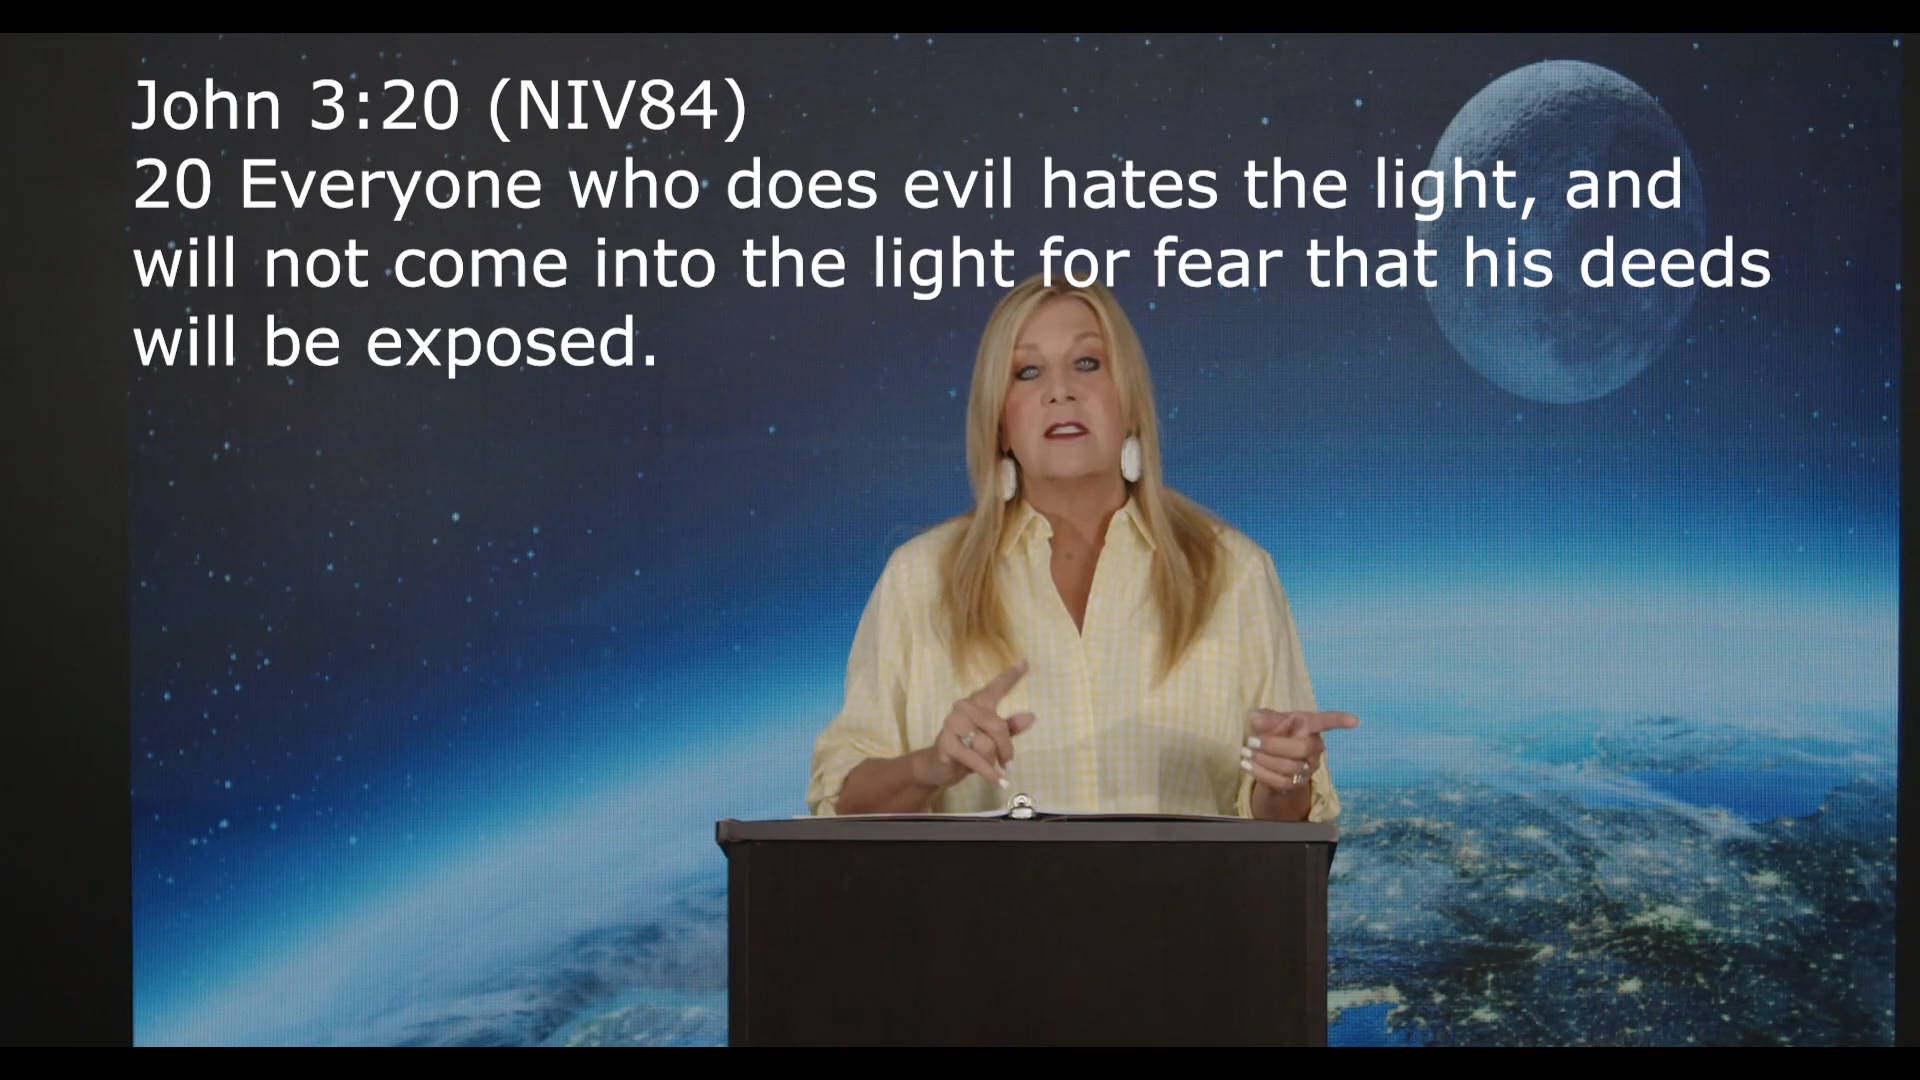 John 3:20 (NIV84)
20 Everyone who does evil hates the light, and
will not come into the light for fear that his deeds
will be exposed.